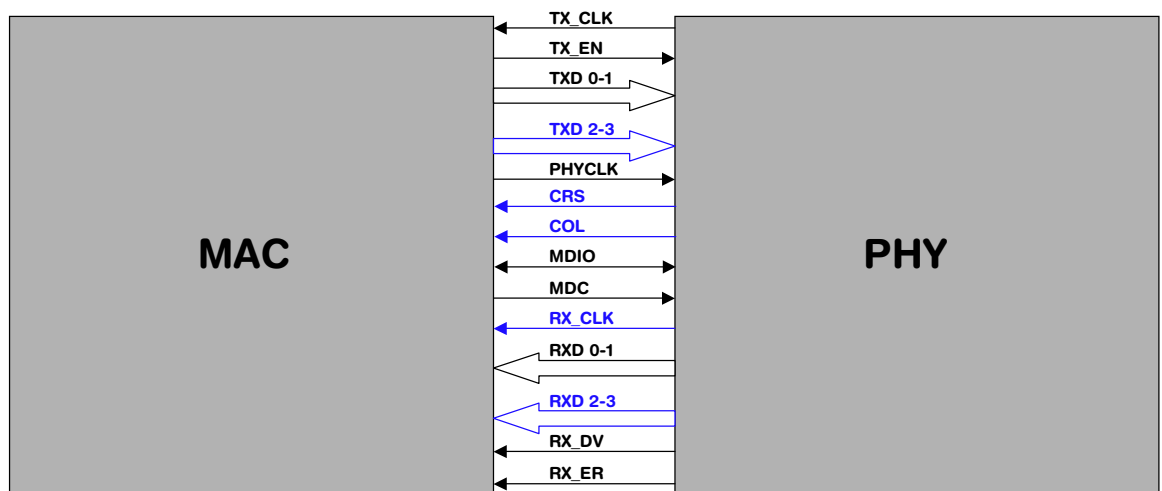 TX_CLK
TX_EN
TXD 0-1
TXD 2-3
PHYCLK
CRS
COL
MAC
PHY
MDIO
MDC
RX_CLK
RXD 0-1
RXD 2-3
RX_DV
RX_ER